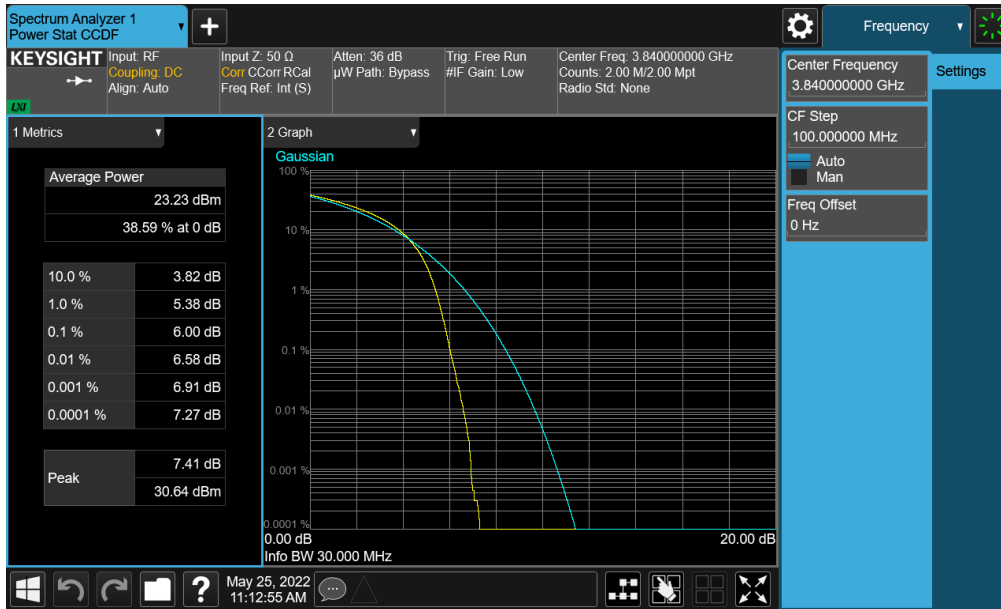 Spectrum Analyzer 1
Power Stat CCDF
Frequency
KEYSIGHT
LXI
Input: RF
Coupling: DC
Align: Auto
Input Z: 50 Ω
Corr CCorr RCal
Freq Ref: Int (S)
Atten: 36 dB
µW Path: Bypass
Trig: Free Run
#IF Gain: Low
Center Freq: 3.840000000 GHz
Counts: 2.00 M/2.00 Mpt
Radio Std: None
Center Frequency
3.840000000 GHz
Settings
CF Step
100.000000 MHz
Auto
Man
Freq Offset
0 Hz
1 Metrics
Average Power
23.23 dBm
38.59 % at 0 dB
10.0 % 3.82 dB
1.0 % 5.38 dB
0.1 % 6.00 dB
0.01 % 6.58 dB
0.001 % 6.91 dB
0.0001 % 7.27 dB
Peak
7.41 dB
30.64 dBm
2 Graph
Gaussian
100 %
10 %
1 %
0.1 %
0.01 %
0.001 %
0.0001 %
0.00 dB 20.00 dB
Info BW 30.000 MHz
?
May 25, 2022
11:12:55 AM